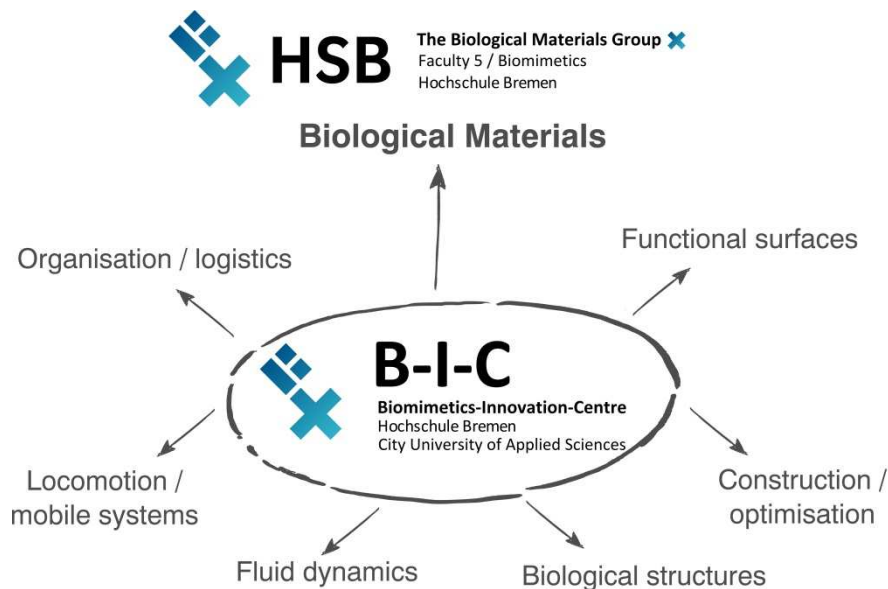 HSB
The Biological Materials Group
Faculty 5 / Biomimetics
Hochschule Bremen
Biological Materials
Organisation / logistics
Functional surfaces
B-I-C
Biomimetics-Innovation-Centre
Hochschule Bremen
City University of Applied Sciences
Locomotion /
mobile systems
Construction /
optimisation
Fluid dynamics
Biological structures